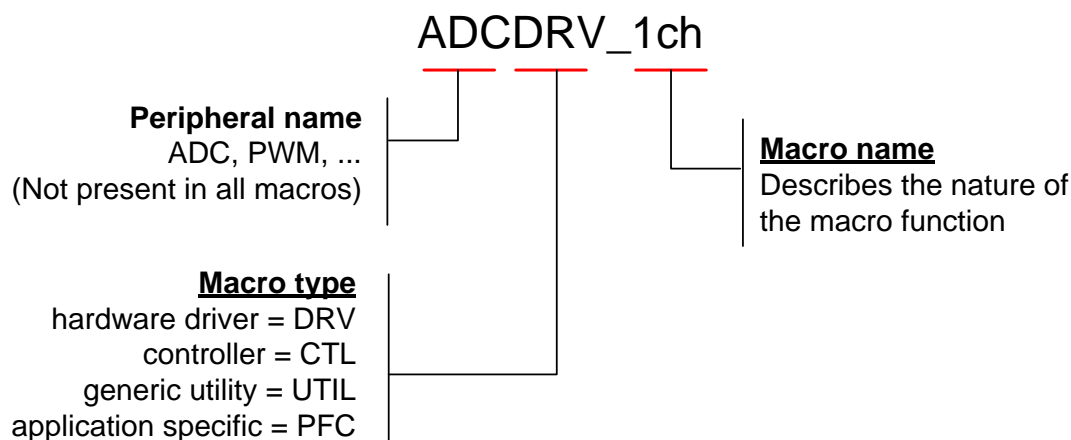 ADCDRV_1ch
Peripheral name
ADC, PWM, ...
(Not present in all macros)
Macro name
Describes the nature of
the macro function
Macro type
hardware driver = DRV
controller = CTL
generic utility = UTIL
application specific = PFC